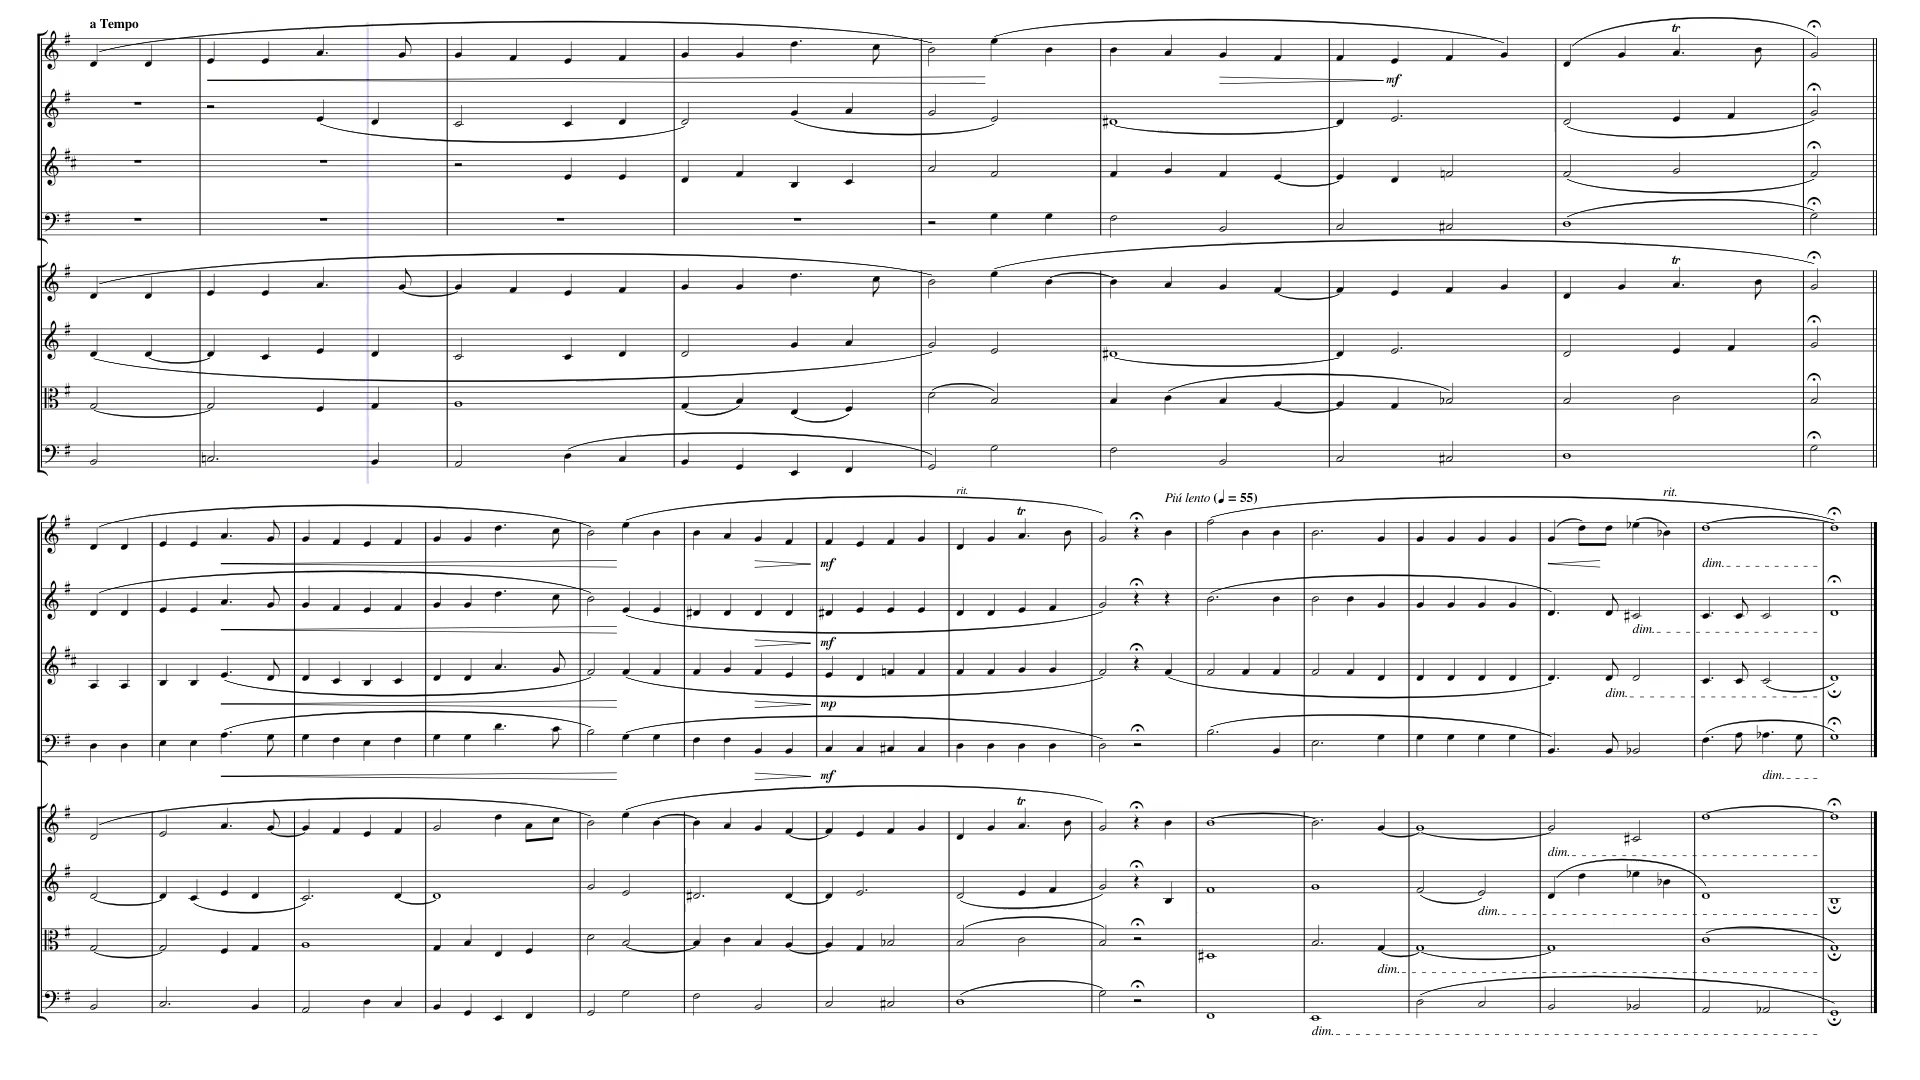 a Tempo
tr
tr
mf
tr
rit.
Piú lento (♩ = 55)
rit.
tr
mf
dim.
mf
dim.
mp
dim.
mf
dim.
tr
dim.
dim.
dim.
dim.